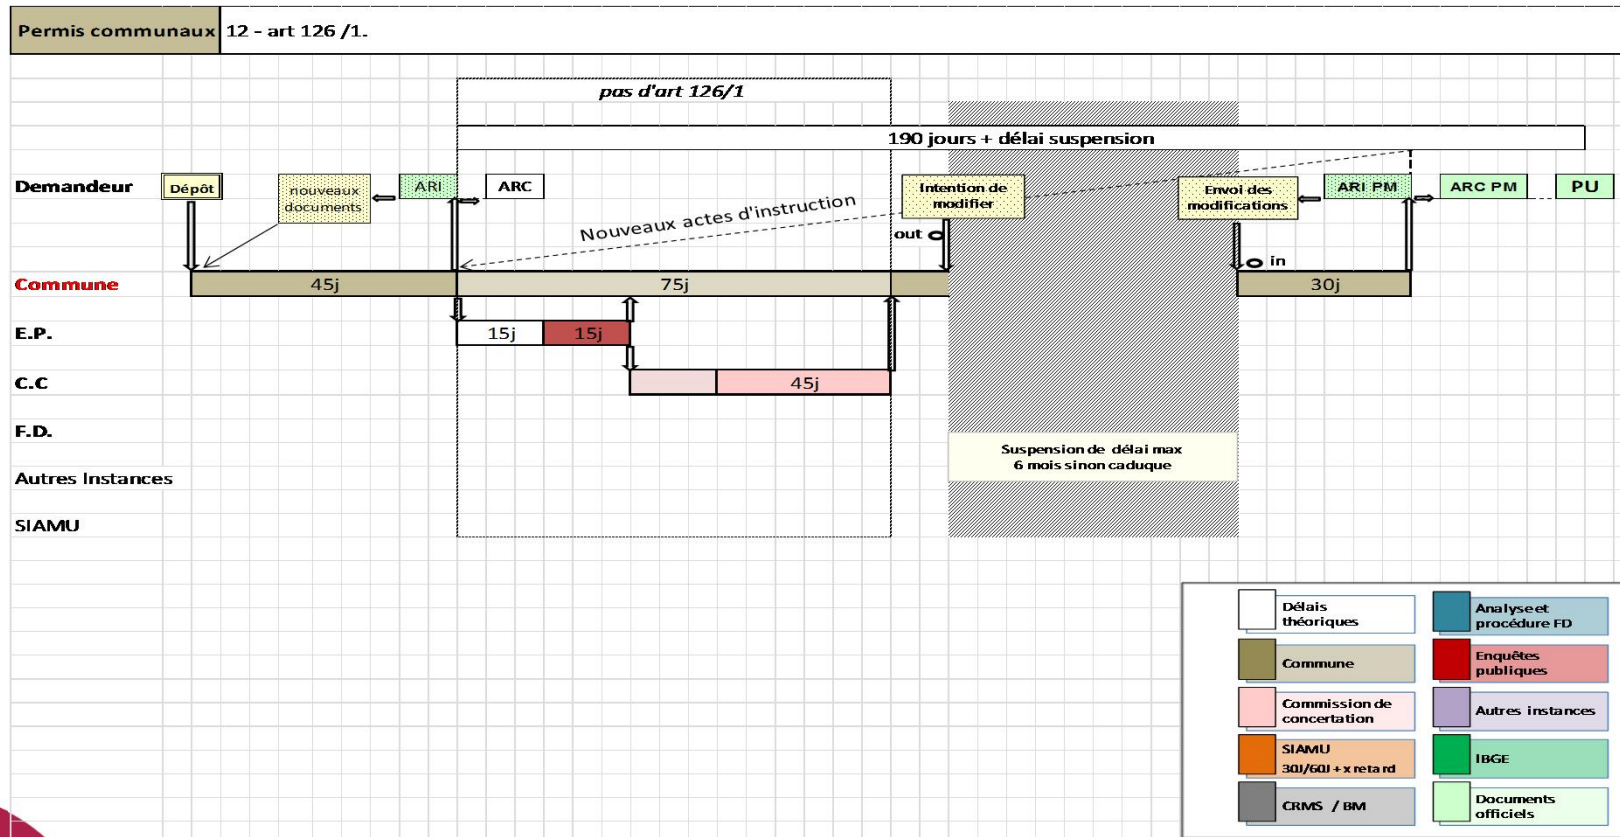 Permis communaux 12 - art 126 /1.
pas d'art 126/1
190 jours + délai suspension
Demandeur
Dépôt
nouveaux
documents
ARI
ARC
Intention de
modifier
Envoi des
modifications
ARI PM
ARC PM
PU
Nouveaux actes d'instruction
out
in
Commune
45j
75j
30j
E.P.
15j
15j
C.C
45j
F.D.
Suspension de délai max
6 mois sinon caduque
Autres Instances
SIAMU
Délais
théoriques
Analyse et
procédure FD
Commune
Enquêtes
publiques
Commission de
concertation
Autres instances
SIAMU
30J/60J + x retard
IBGE
CRMS / BM
Documents
officiels